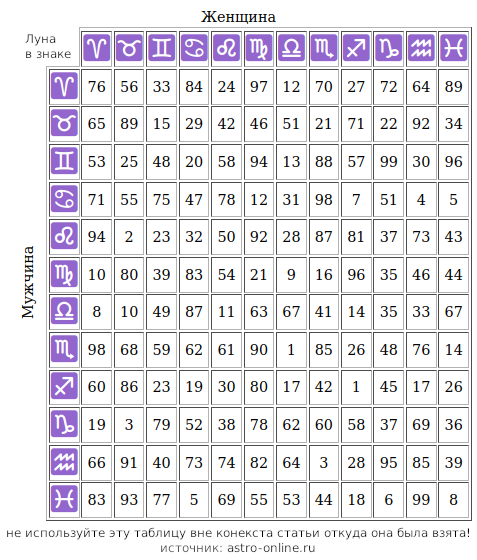 Женщина
Луна
в знаке
♈ ♉ ♊ ♋ ♌ ♍ ♎ ♏ ♐ ♑ ♒ ♓
Мужчина
♈ 76 56 33 84 24 97 12 70 27 72 64 89
♉ 65 89 15 29 42 46 51 21 71 22 92 34
♊ 53 25 48 20 58 94 13 88 57 99 30 96
♋ 71 55 75 47 78 12 31 98 7 51 4 5
♌ 94 2 23 32 50 92 28 87 81 37 73 43
♍ 10 80 39 83 54 21 9 16 96 35 46 44
♎ 8 10 49 87 11 63 67 41 14 35 33 67
♏ 98 68 59 62 61 90 1 85 26 48 76 14
♐ 60 86 23 19 30 80 17 42 1 45 17 26
♑ 19 3 79 52 38 78 62 60 58 37 69 36
♒ 66 91 40 73 74 82 64 3 28 95 85 39
♓ 83 93 77 5 69 55 53 44 18 6 99 8
не используйте эту таблицу вне конекста статьи откуда она была взята!
источник: astro-online.ru